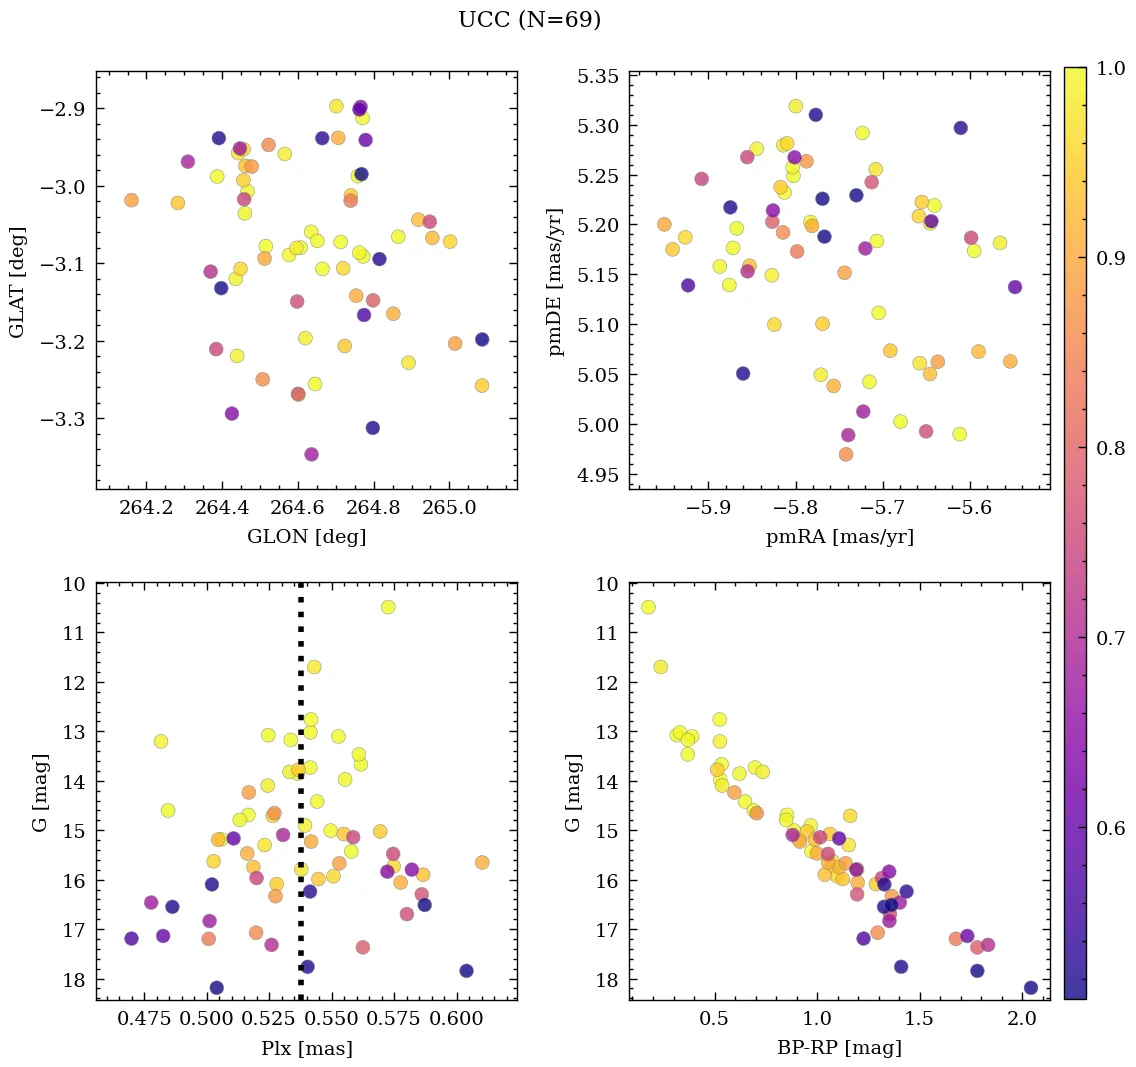 UCC (N=69)
−2.9
−3.0
−3.1
−3.2
−3.3
GLAT [deg]
264.2 264.4 264.6 264.8 265.0
GLON [deg]
5.35
5.30
5.25
5.20
5.15
5.10
5.05
5.00
4.95
pmDE [mas/yr]
−5.9 −5.8 −5.7 −5.6
pmRA [mas/yr]
1.0
0.9
0.8
0.7
0.6
10
11
12
13
14
15
16
17
18
G [mag]
0.475 0.500 0.525 0.550 0.575 0.600
Plx [mas]
10
11
12
13
14
15
16
17
18
G [mag]
0.5 1.0 1.5 2.0
BP-RP [mag]